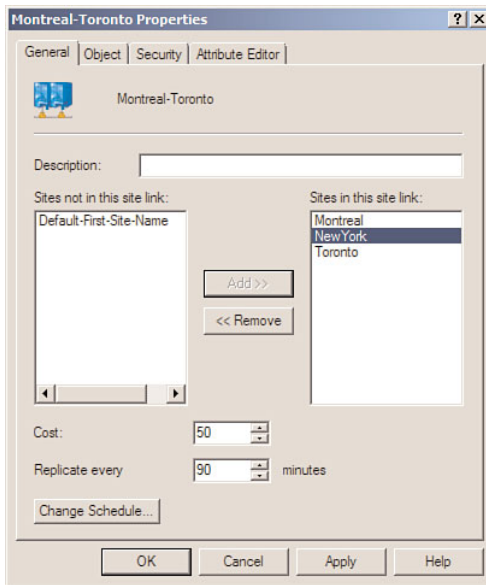 Montreal-Toronto Properties
General Object Security Attribute Editor
Montreal-Toronto
Description:
Sites not in this site link:
Default-First-Site-Name
Add >>
<< Remove
Sites in this site link:
Montreal
NewYork
Toronto
Cost: 50
Replicate every 90 minutes
Change Schedule...
OK Cancel Apply Help